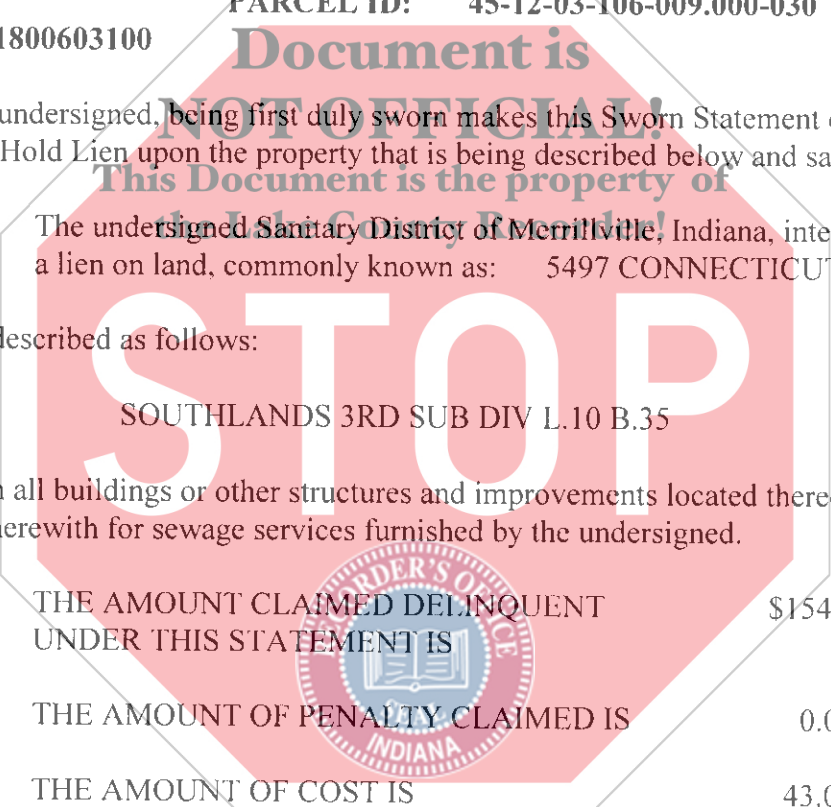 PARCEL ID: 45-12-03-106-009.000-030
1800603100
Document is
NOT OFFICIAL!
undersigned, being first duly sworn makes this Sworn Statement
Hold Lien upon the property that is being described below and sa
This Document is the property of
the Lake County Recorder!
The undersigned Sanitary District of Merrillville, Indiana, inte
a lien on land, commonly known as: 5497 CONNECTICUT
described as follows:
STOP
SOUTHLANDS 3RD SUB DIV L.10 B.35
all buildings or other structures and improvements located there
herewith for sewage services furnished by the undersigned.
RECORDER'S OFFICE
THE AMOUNT CLAIMED DELINQUENT $154
UNDER THIS STATEMENT IS
THE AMOUNT OF PENALTY CLAIMED IS 0.0
SEAL
INDIANA
THE AMOUNT OF COST IS 43.0